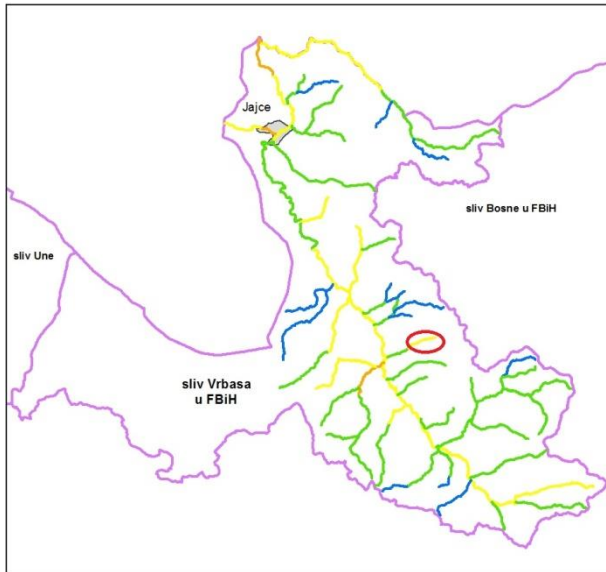 Jajce
sliv Bosne u FBiH
sliv Une
sliv Vrbasa
u FBiH